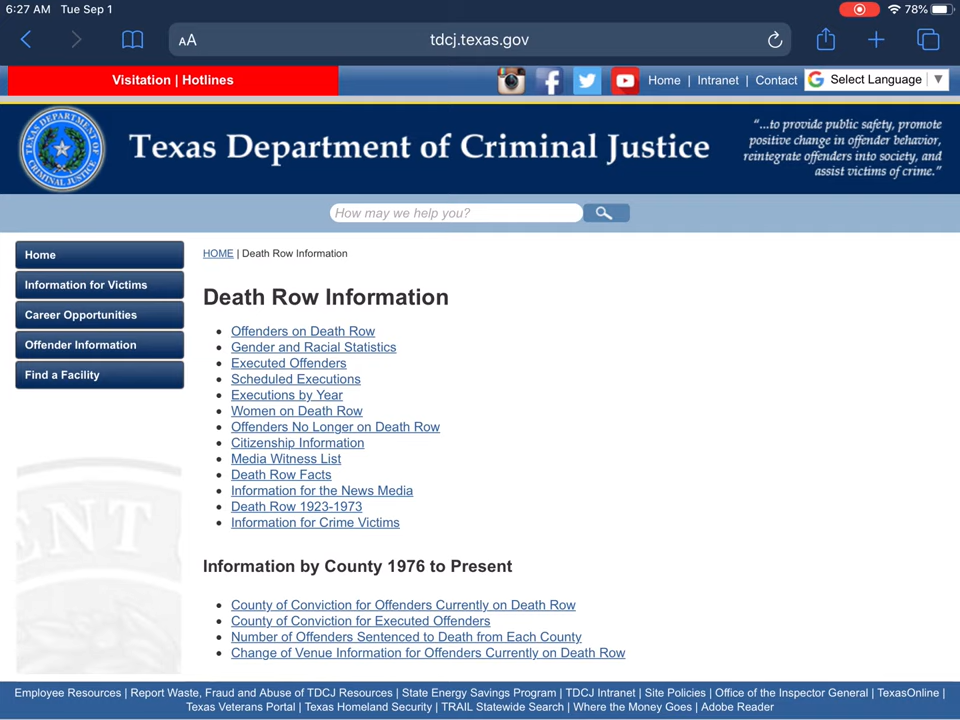 6:27 AM Tue Sep 1
78%
AA
tdcj.texas.gov
Visitation | Hotlines
Home | Intranet | Contact
G Select Language ▼
TEXAS DEPARTMENT OF CRIMINAL JUSTICE
Texas Department of Criminal Justice
“...to provide public safety, promote
positive change in offender behavior,
reintegrate offenders into society, and
assist victims of crime.”
How may we help you?
Home
Information for Victims
Career Opportunities
Offender Information
Find a Facility
HOME | Death Row Information
Death Row Information
• Offenders on Death Row
• Gender and Racial Statistics
• Executed Offenders
• Scheduled Executions
• Executions by Year
• Women on Death Row
• Offenders No Longer on Death Row
• Citizenship Information
• Media Witness List
• Death Row Facts
• Information for the News Media
• Death Row 1923-1973
• Information for Crime Victims
Information by County 1976 to Present
• County of Conviction for Offenders Currently on Death Row
• County of Conviction for Executed Offenders
• Number of Offenders Sentenced to Death from Each County
• Change of Venue Information for Offenders Currently on Death Row
ENT
Employee Resources | Report Waste, Fraud and Abuse of TDCJ Resources | State Energy Savings Program | TDCJ Intranet | Site Policies | Office of the Inspector General | TexasOnline |
Texas Veterans Portal | Texas Homeland Security | TRAIL Statewide Search | Where the Money Goes | Adobe Reader